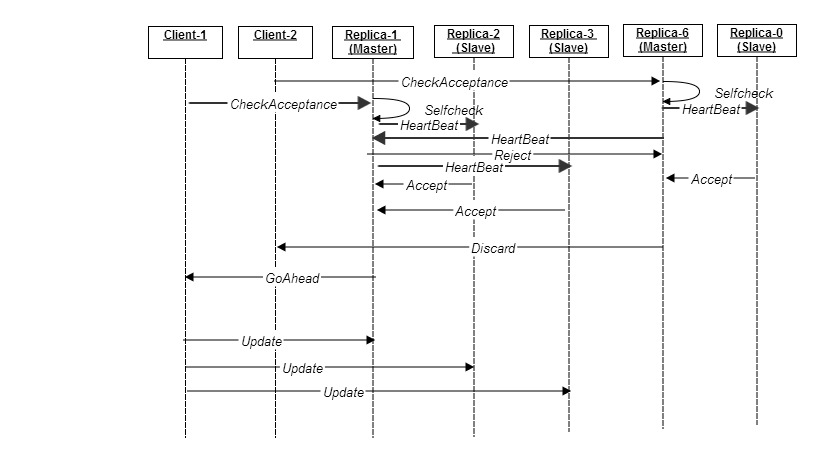 Client-1
Client-2
Replica-1
(Master)
Replica-2
(Slave)
Replica-3
(Slave)
Replica-6
(Master)
Replica-0
(Slave)
CheckAcceptance
Selfcheck
CheckAcceptance
Selfcheck
HeartBeat
HeartBeat
HeartBeat
Reject
HeartBeat
Accept
Accept
Accept
Discard
GoAhead
Update
Update
Update